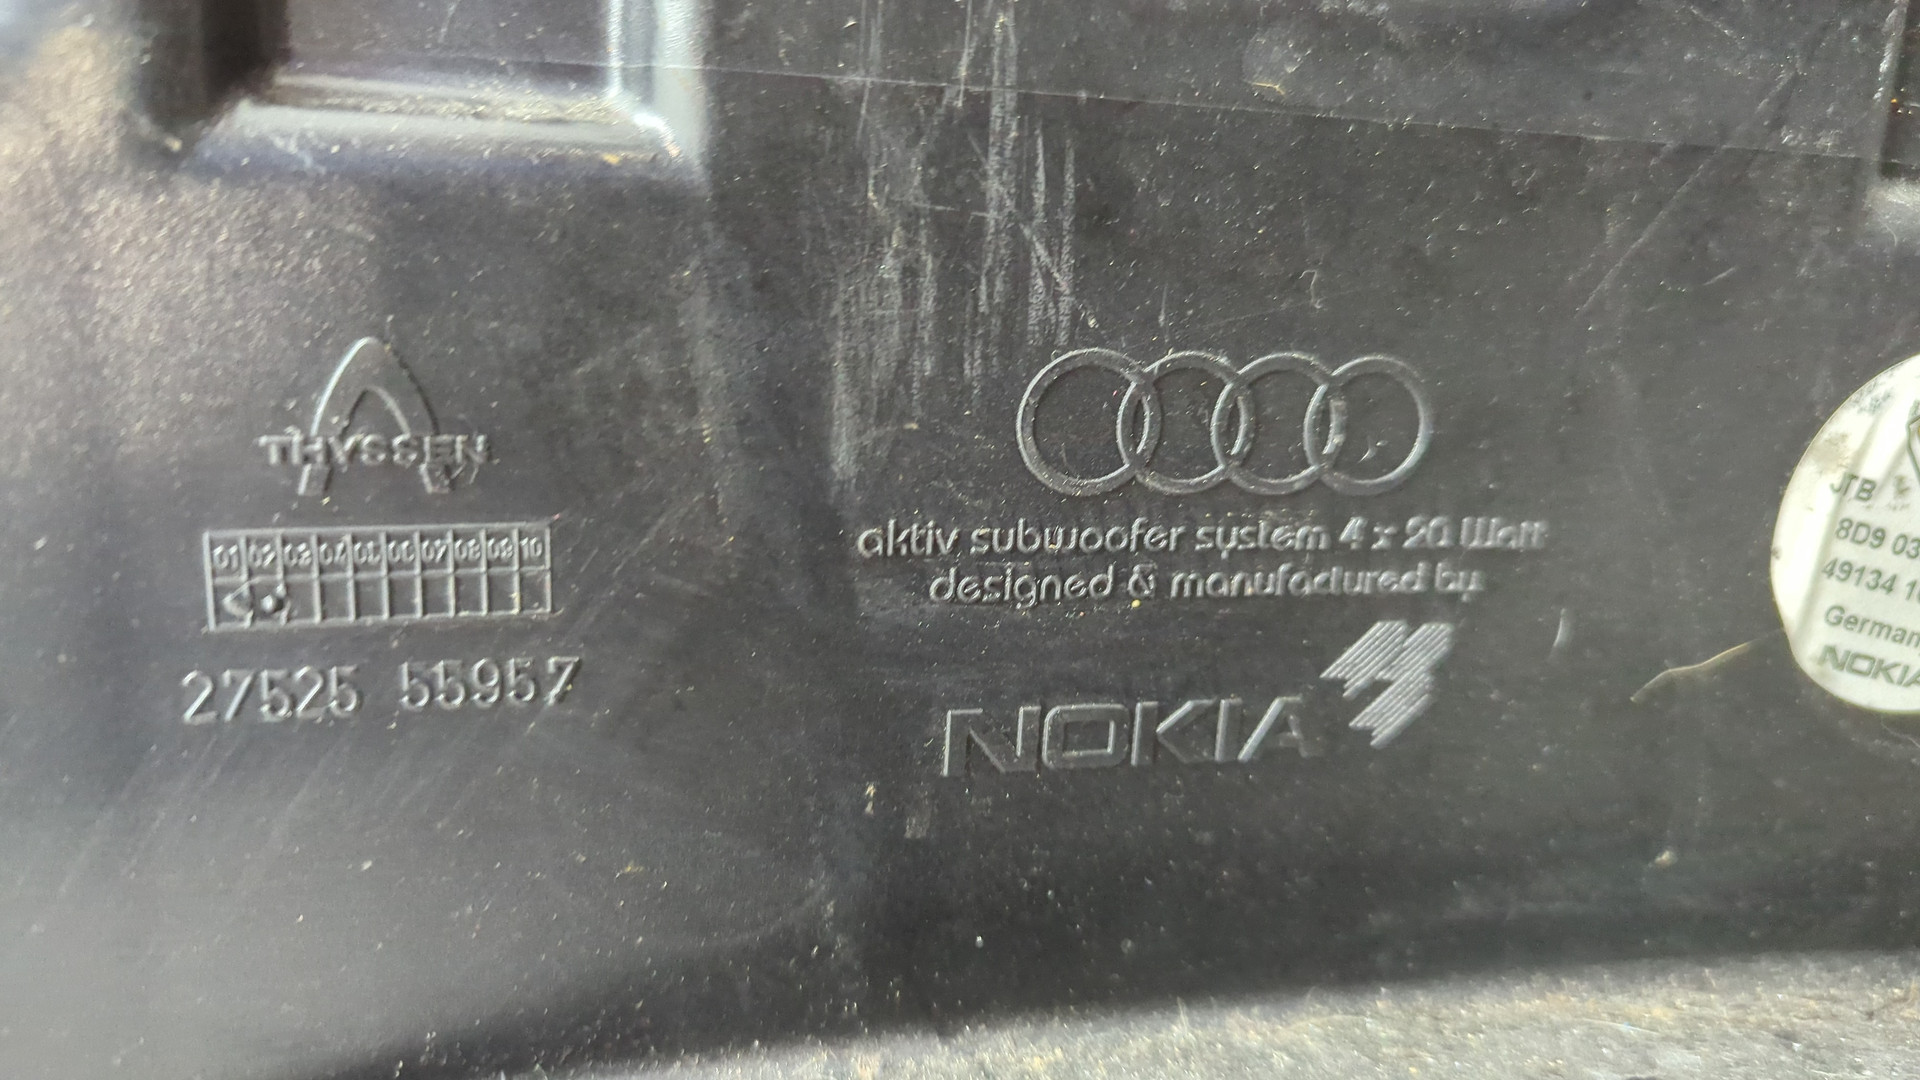 THYSSEN
01 02 03 04 05 06 07 08 09 10
27525 55957
aktiv subwoofer system 4 x 20 Watt
designed & manufactured by
NOKIA
JTB
8D9 03
49134 1
German
NOKIA